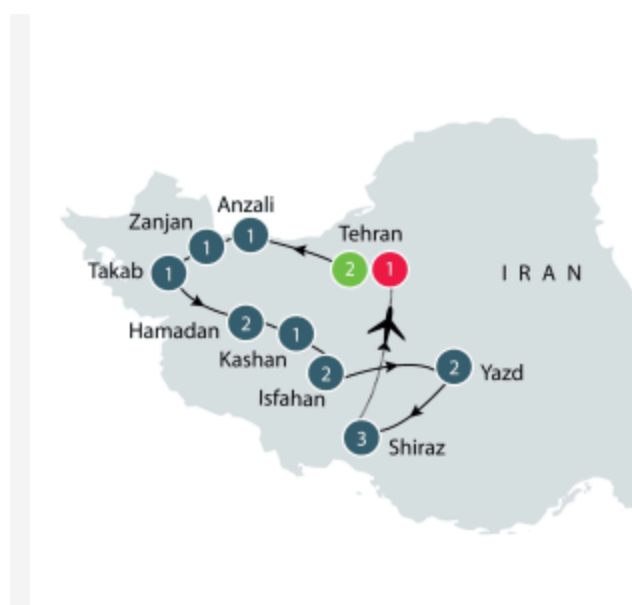 Anzali
Zanjan
1
1
Tehran
Takab
1
2
1
I R A N
Hamadan
2
Kashan
1
Isfahan
2
2
Yazd
3
Shiraz